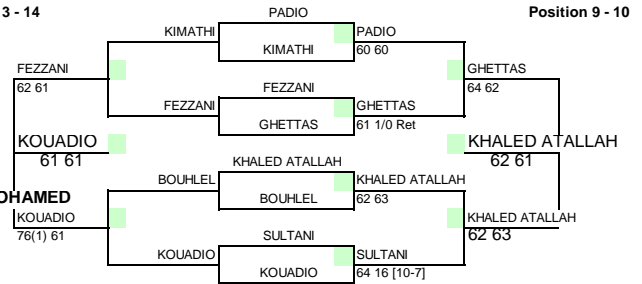 3 - 14 Position 9 - 10
PADIO
KIMATHI PADIO
KIMATHI 60 60
FEZZANI GHETTAS
62 61 64 62
FEZZANI
FEZZANI GHETTAS
GHETTAS 61 1/0 Ret
KOUADIO KHALED ATALLAH
61 61 62 61
KHALED ATALLAH
BOUHLEL KHALED ATALLAH
BOUHLEL 62 63
OHAMED
KOUADIO KHALED ATALLAH
76(1) 61 62 63
SULTANI
KOUADIO SULTANI
KOUADIO 64 16 [10-7]